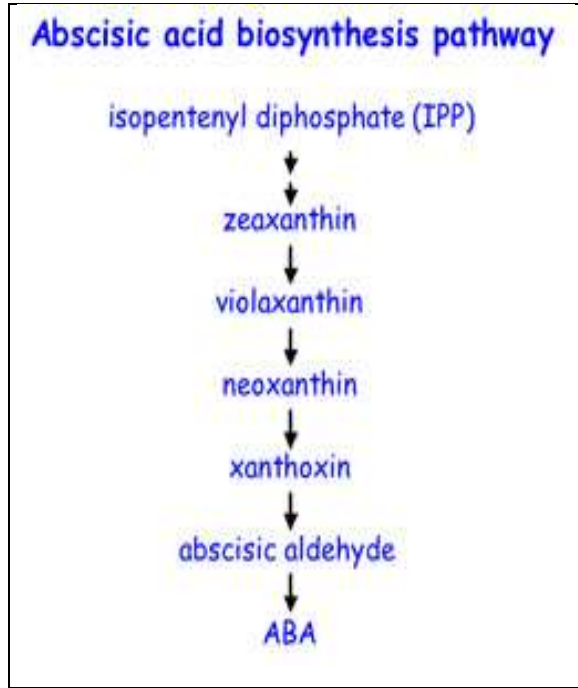 Abscisic acid biosynthesis pathway
isopentenyl diphosphate (IPP)
zeaxanthin
violaxanthin
neoxanthin
xanthoxin
abscisic aldehyde
ABA